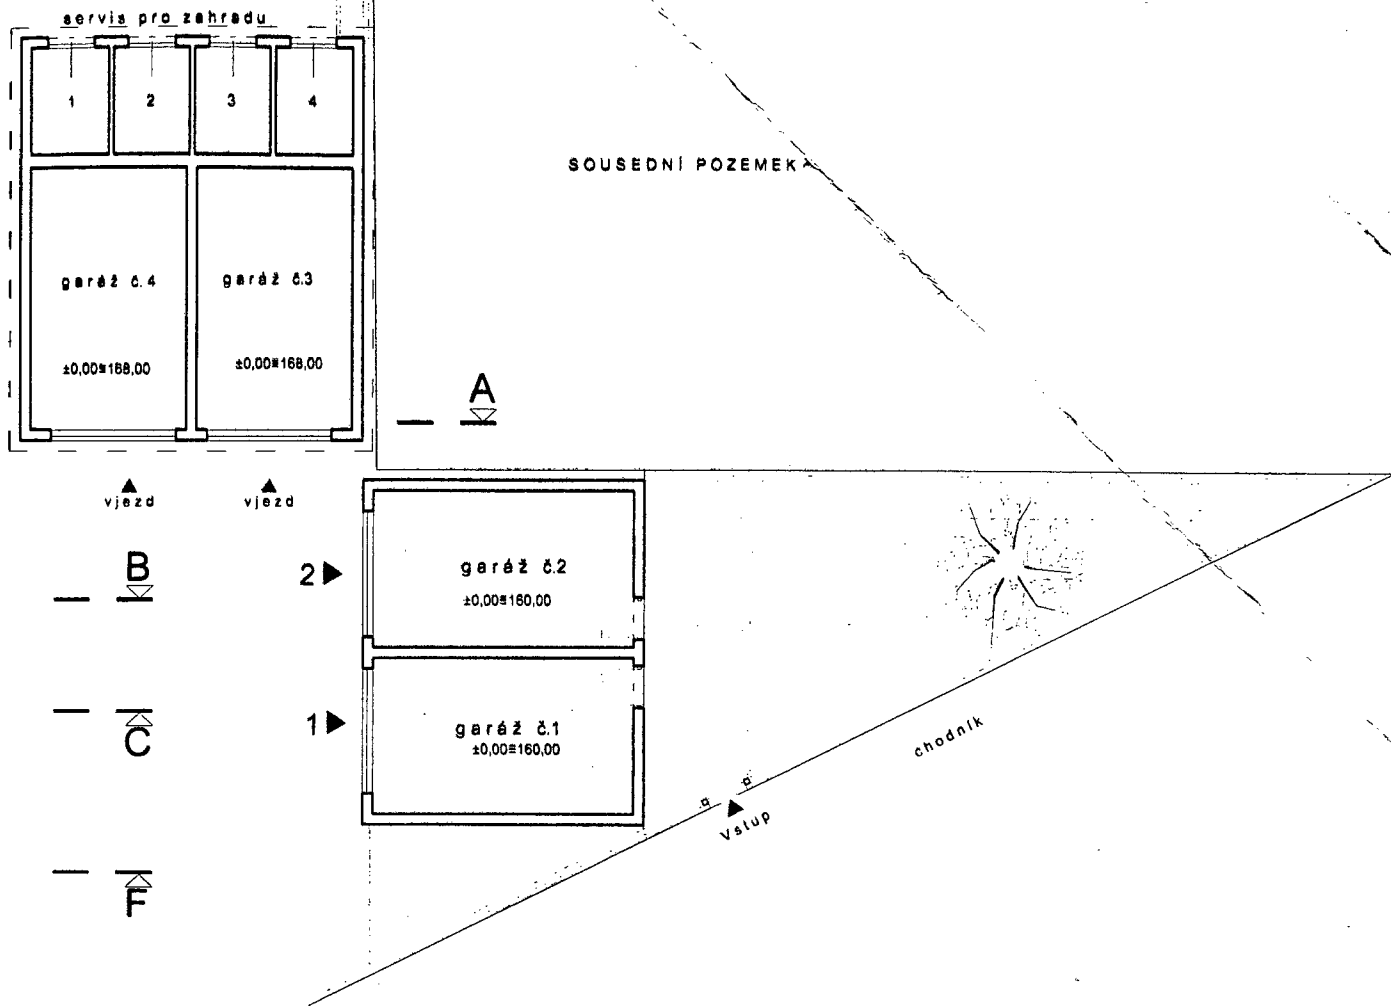 servis pro zahradu
1 2 3 4
SOUSEDNÍ POZEMEK
garáž č.4 garáž č.3
±0,00≡168,00 ±0,00≡168,00
A
vjezd vjezd
B
2 garáž č.2
±0,00≡160,00
C
1 garáž č.1
±0,00≡160,00
chodník
Vstup
F